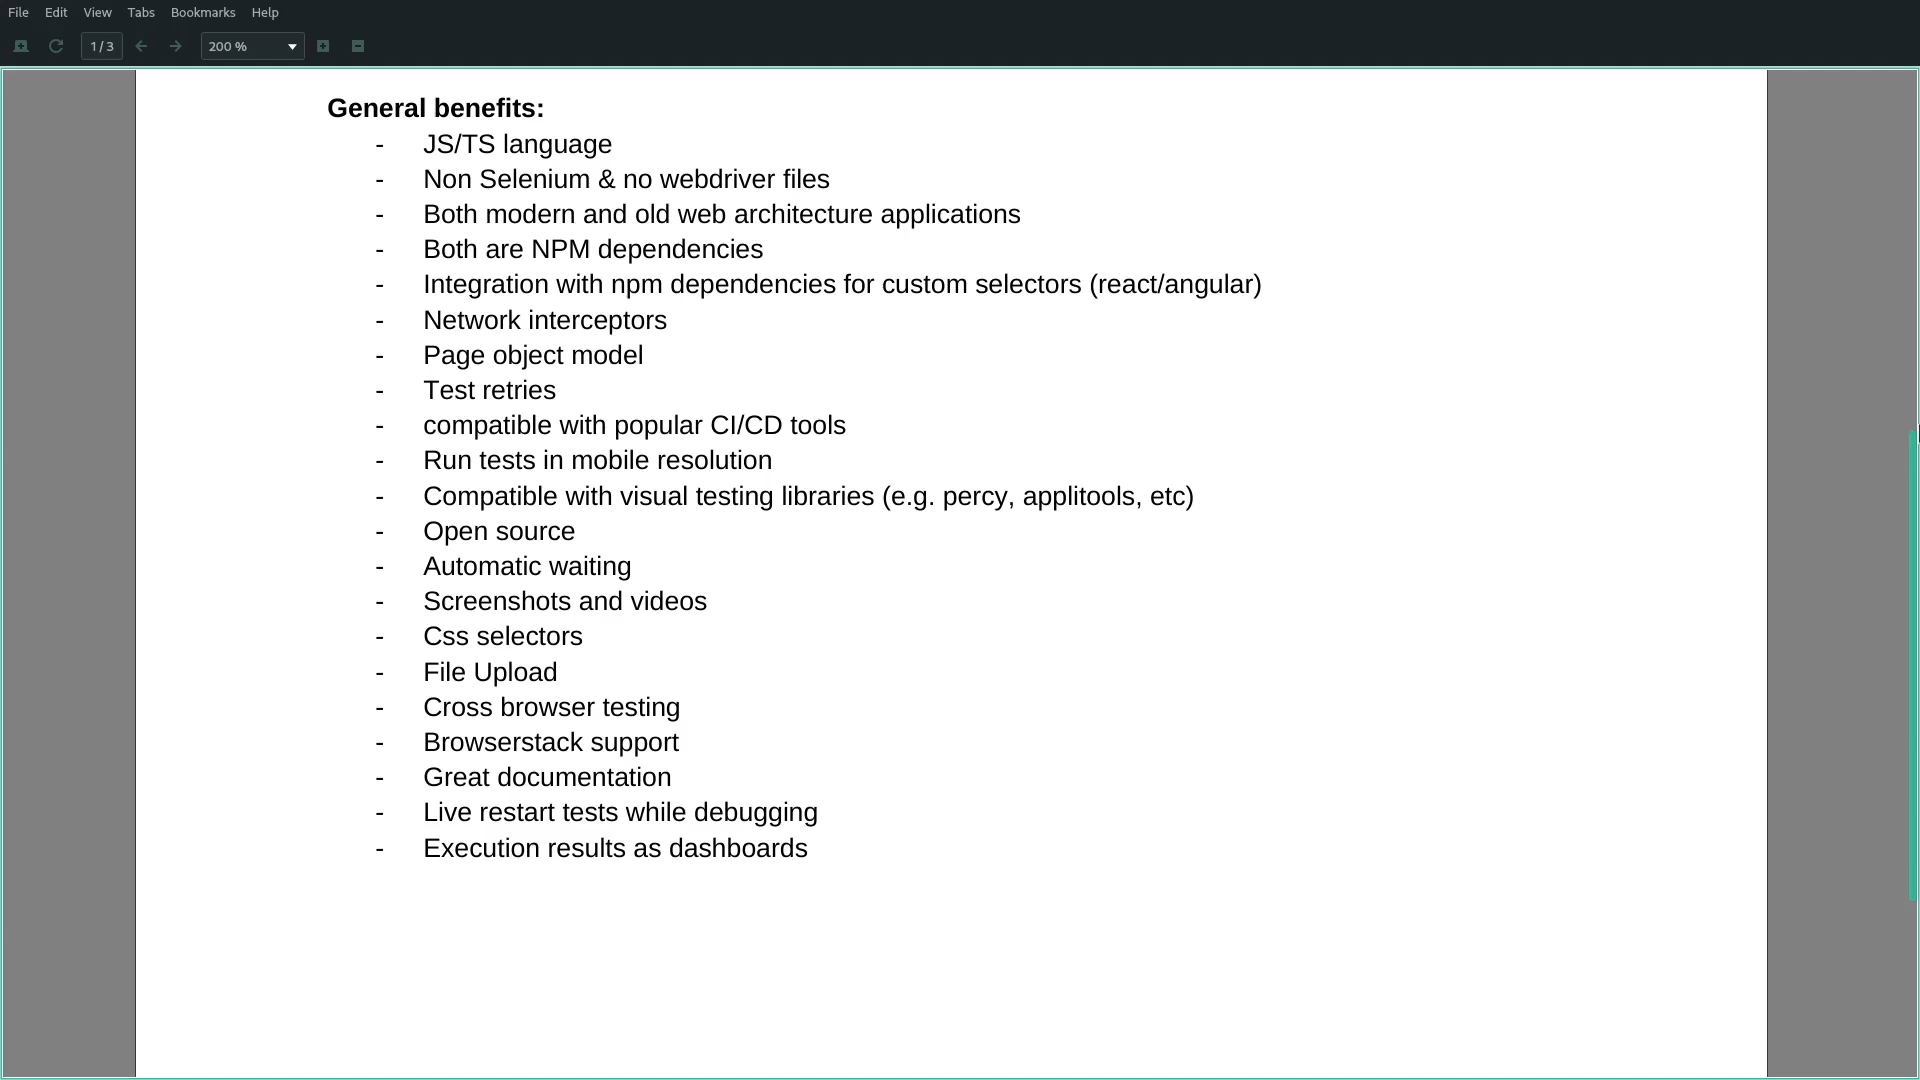 File Edit View Tabs Bookmarks Help
1 / 3 200 %
General benefits:
- JS/TS language
- Non Selenium & no webdriver files
- Both modern and old web architecture applications
- Both are NPM dependencies
- Integration with npm dependencies for custom selectors (react/angular)
- Network interceptors
- Page object model
- Test retries
- compatible with popular CI/CD tools
- Run tests in mobile resolution
- Compatible with visual testing libraries (e.g. percy, applitools, etc)
- Open source
- Automatic waiting
- Screenshots and videos
- Css selectors
- File Upload
- Cross browser testing
- Browserstack support
- Great documentation
- Live restart tests while debugging
- Execution results as dashboards